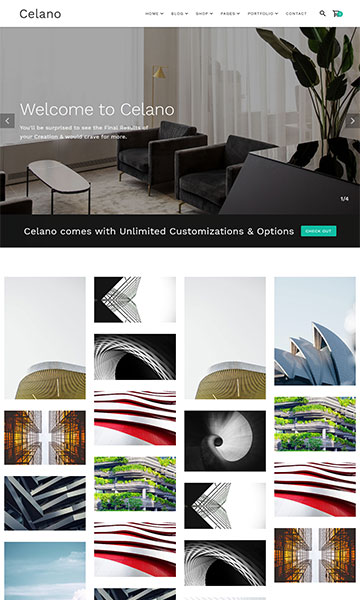 Celano
HOME BLOG SHOP PAGES PORTFOLIO CONTACT
Welcome to Celano
You'll be surprised to see the Final Results of
your Creation & would crave for more.
1/4
Celano comes with Unlimited Customizations & Options CHECK OUT